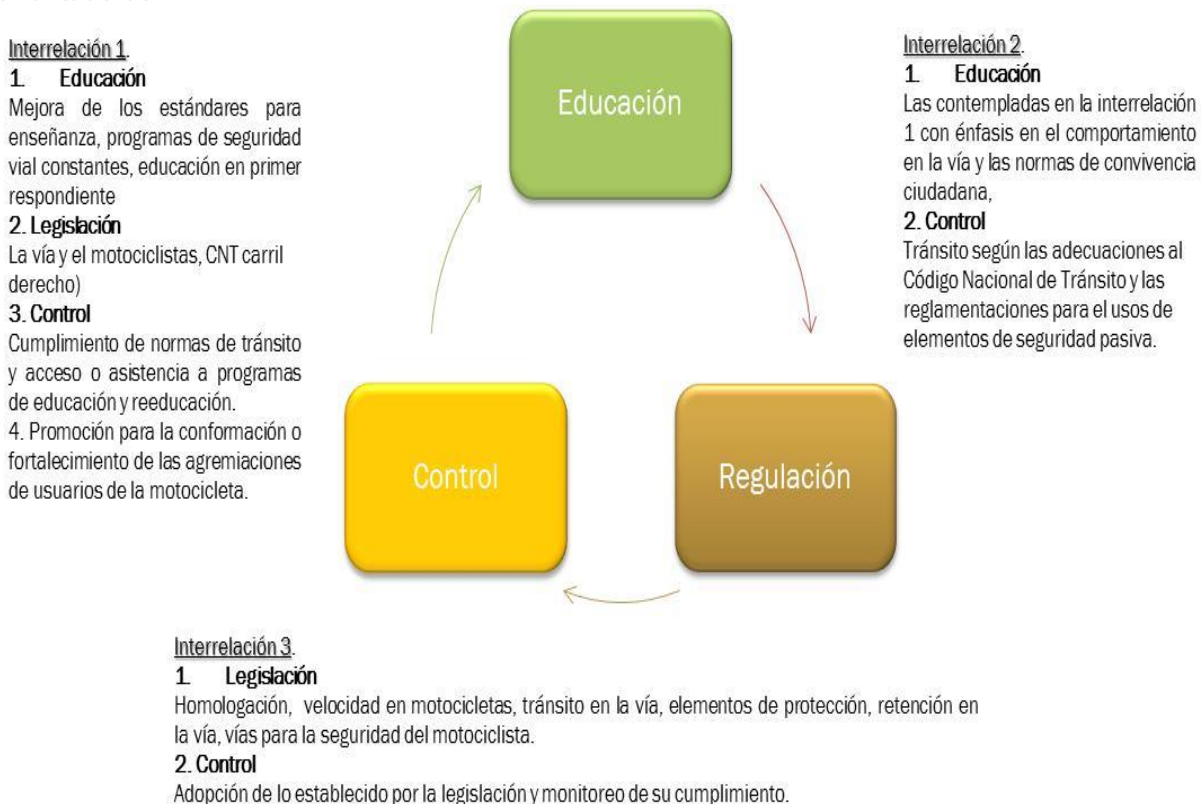 Interrelación 1.
1. Educación
Mejora de los estándares para
enseñanza, programas de seguridad
vial constantes, educación en primer
respondiente
2. Legislación
La vía y el motociclistas, CNT carril
derecho)
3. Control
Cumplimiento de normas de tránsito
y acceso o asistencia a programas
de educación y reeducación.
4. Promoción para la conformación o
fortalecimiento de las agremiaciones
de usuarios de la motocicleta.
Educación
Interrelación 2.
1. Educación
Las contempladas en la interrelación
1 con énfasis en el comportamiento
en la vía y las normas de convivencia
ciudadana,
2. Control
Tránsito según las adecuaciones al
Código Nacional de Tránsito y las
reglamentaciones para el usos de
elementos de seguridad pasiva.
Control
Regulación
Interrelación 3.
1. Legislación
Homologación, velocidad en motocicletas, tránsito en la vía, elementos de protección, retención en
la vía, vías para la seguridad del motociclista.
2. Control
Adopción de lo establecido por la legislación y monitoreo de su cumplimiento.